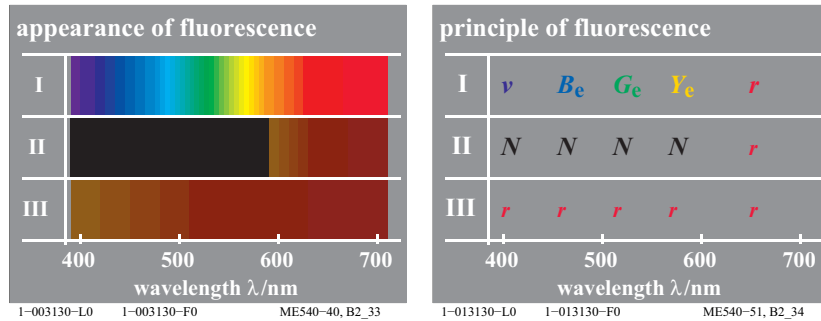 appearance of fluorescence
I
II
III
400 500 600 700
wavelength λ/nm
1−003130−L0 1−003130−F0 ME540−40, B2_33
principle of fluorescence
I v Be Ge Ye r
II N N N N r
III r r r r r
400 500 600 700
wavelength λ/nm
1−013130−L0 1−013130−F0 ME540−51, B2_34